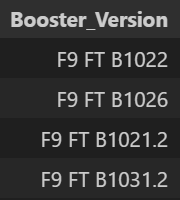 Booster_Version
F9 FT B1022
F9 FT B1026
F9 FT B1021.2
F9 FT B1031.2